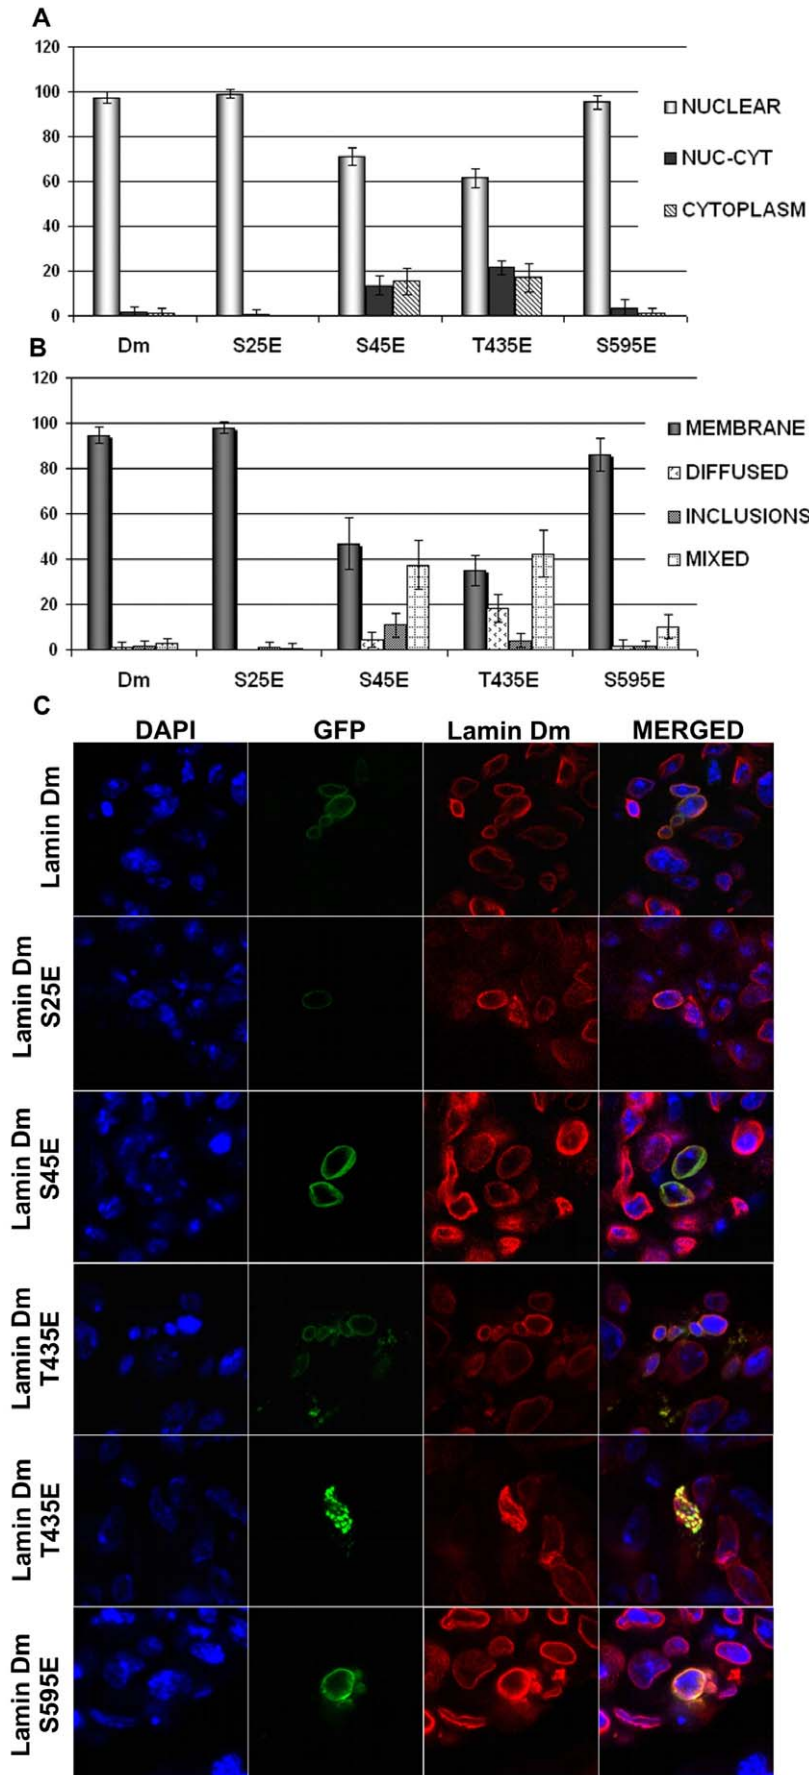 A
120
100
80
60
40
20
0
Dm S25E S45E T435E S595E
NUCLEAR
NUC-CYT
CYTOPLASM
B
120
100
80
60
40
20
0
Dm S25E S45E T435E S595E
MEMBRANE
DIFFUSED
INCLUSIONS
MIXED
C
DAPI GFP Lamin Dm MERGED
Lamin Dm
Lamin Dm
S25E
Lamin Dm
S45E
Lamin Dm
T435E
Lamin Dm
T435E
Lamin Dm
S595E